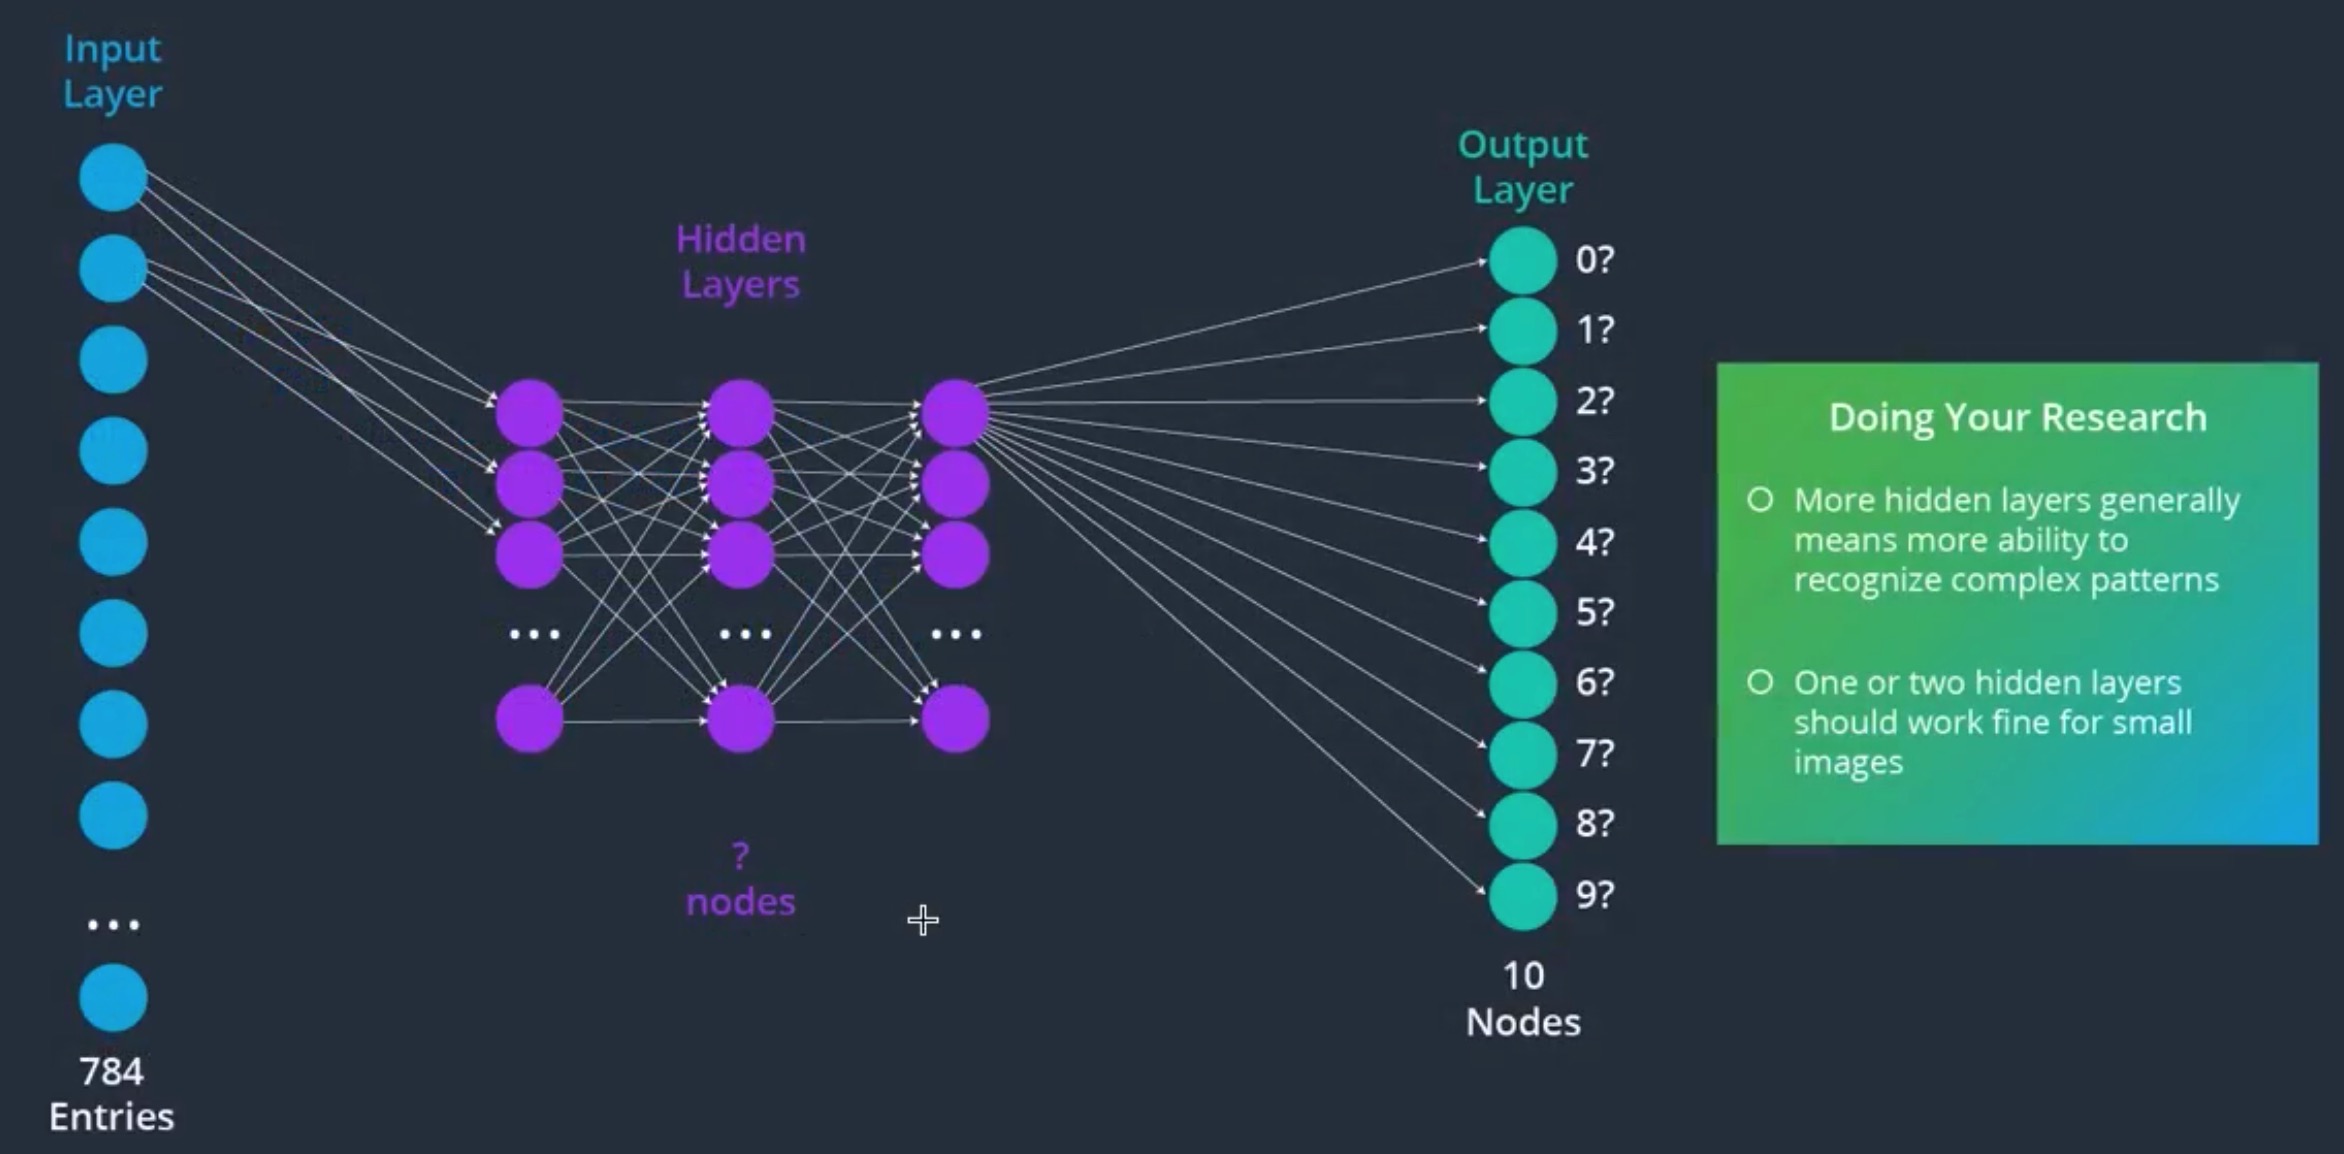 Input
Layer
784
Entries
Hidden
Layers
...
...
...
...
?
nodes
Output
Layer
0?
1?
2?
3?
4?
5?
6?
7?
8?
9?
10
Nodes
Doing Your Research
More hidden layers generally
means more ability to
recognize complex patterns
One or two hidden layers
should work fine for small
images